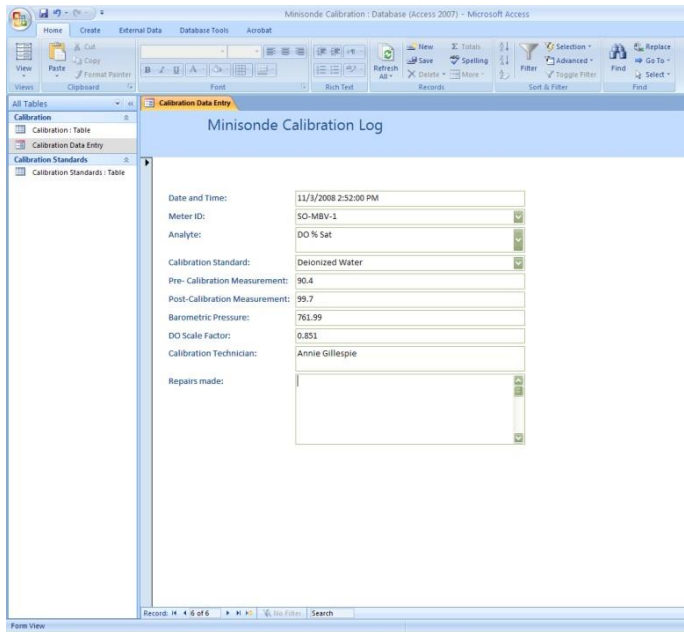 Minisonde Calibration : Database (Access 2007) - Microsoft Access
Home Create External Data Database Tools Acrobat
View Paste Cut Copy Format Painter
B I U A
Refresh All New Save Delete Totals Spelling More
Filter Selection Advanced Toggle Filter
Find Replace Go To Select
Views Clipboard Font Rich Text Records Sort & Filter Find
All Tables
Calibration Data Entry
Calibration
Calibration : Table
Calibration Data Entry
Calibration Standards
Calibration Standards : Table
Minisonde Calibration Log
Date and Time: 11/3/2008 2:52:00 PM
Meter ID: SO-MBV-1
Analyte: DO % Sat
Calibration Standard: Deionized Water
Pre- Calibration Measurement: 90.4
Post-Calibration Measurement: 99.7
Barometric Pressure: 761.99
DO Scale Factor: 0.851
Calibration Technician: Annie Gillespie
Repairs made:
Record: 6 of 6 No Filter Search
Form View